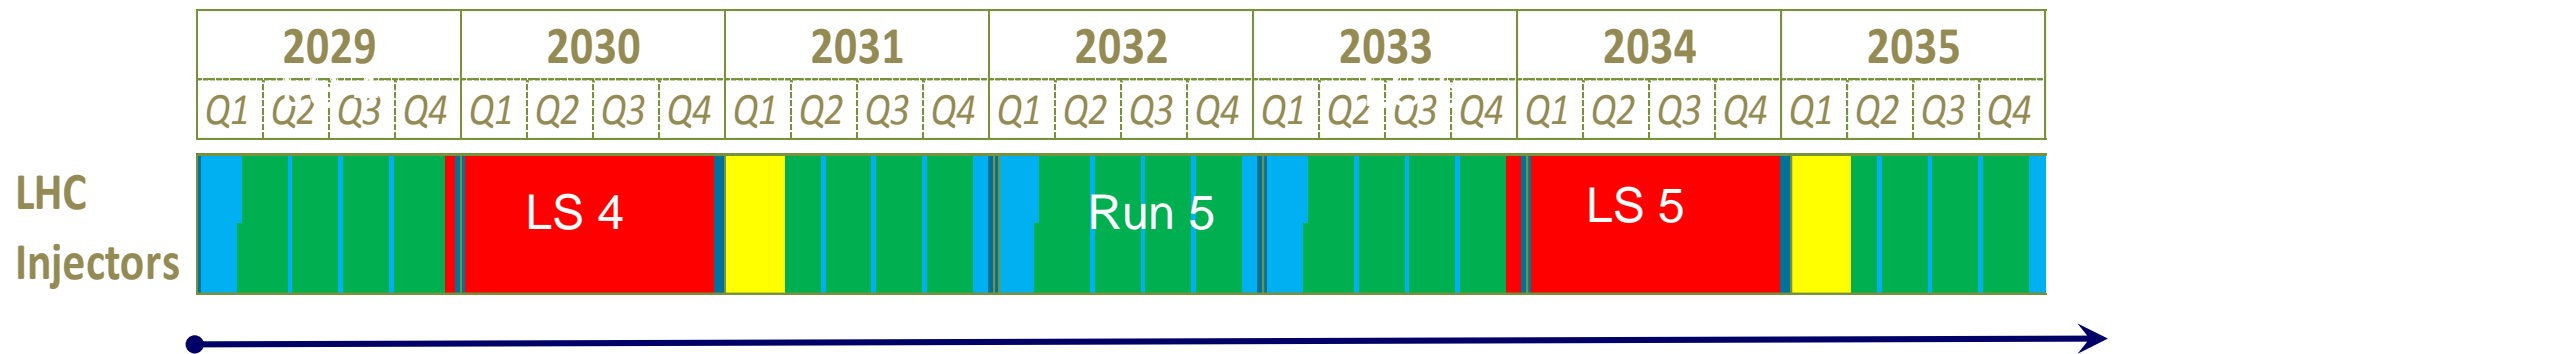 2029 2030 2031 2032 2033 2034 2035
Q1 Q2 Q3 Q4 Q1 Q2 Q3 Q4 Q1 Q2 Q3 Q4 Q1 Q2 Q3 Q4 Q1 Q2 Q3 Q4 Q1 Q2 Q3 Q4 Q1 Q2 Q3 Q4
LHC
LS 4 Run 5 LS 5
Injectors